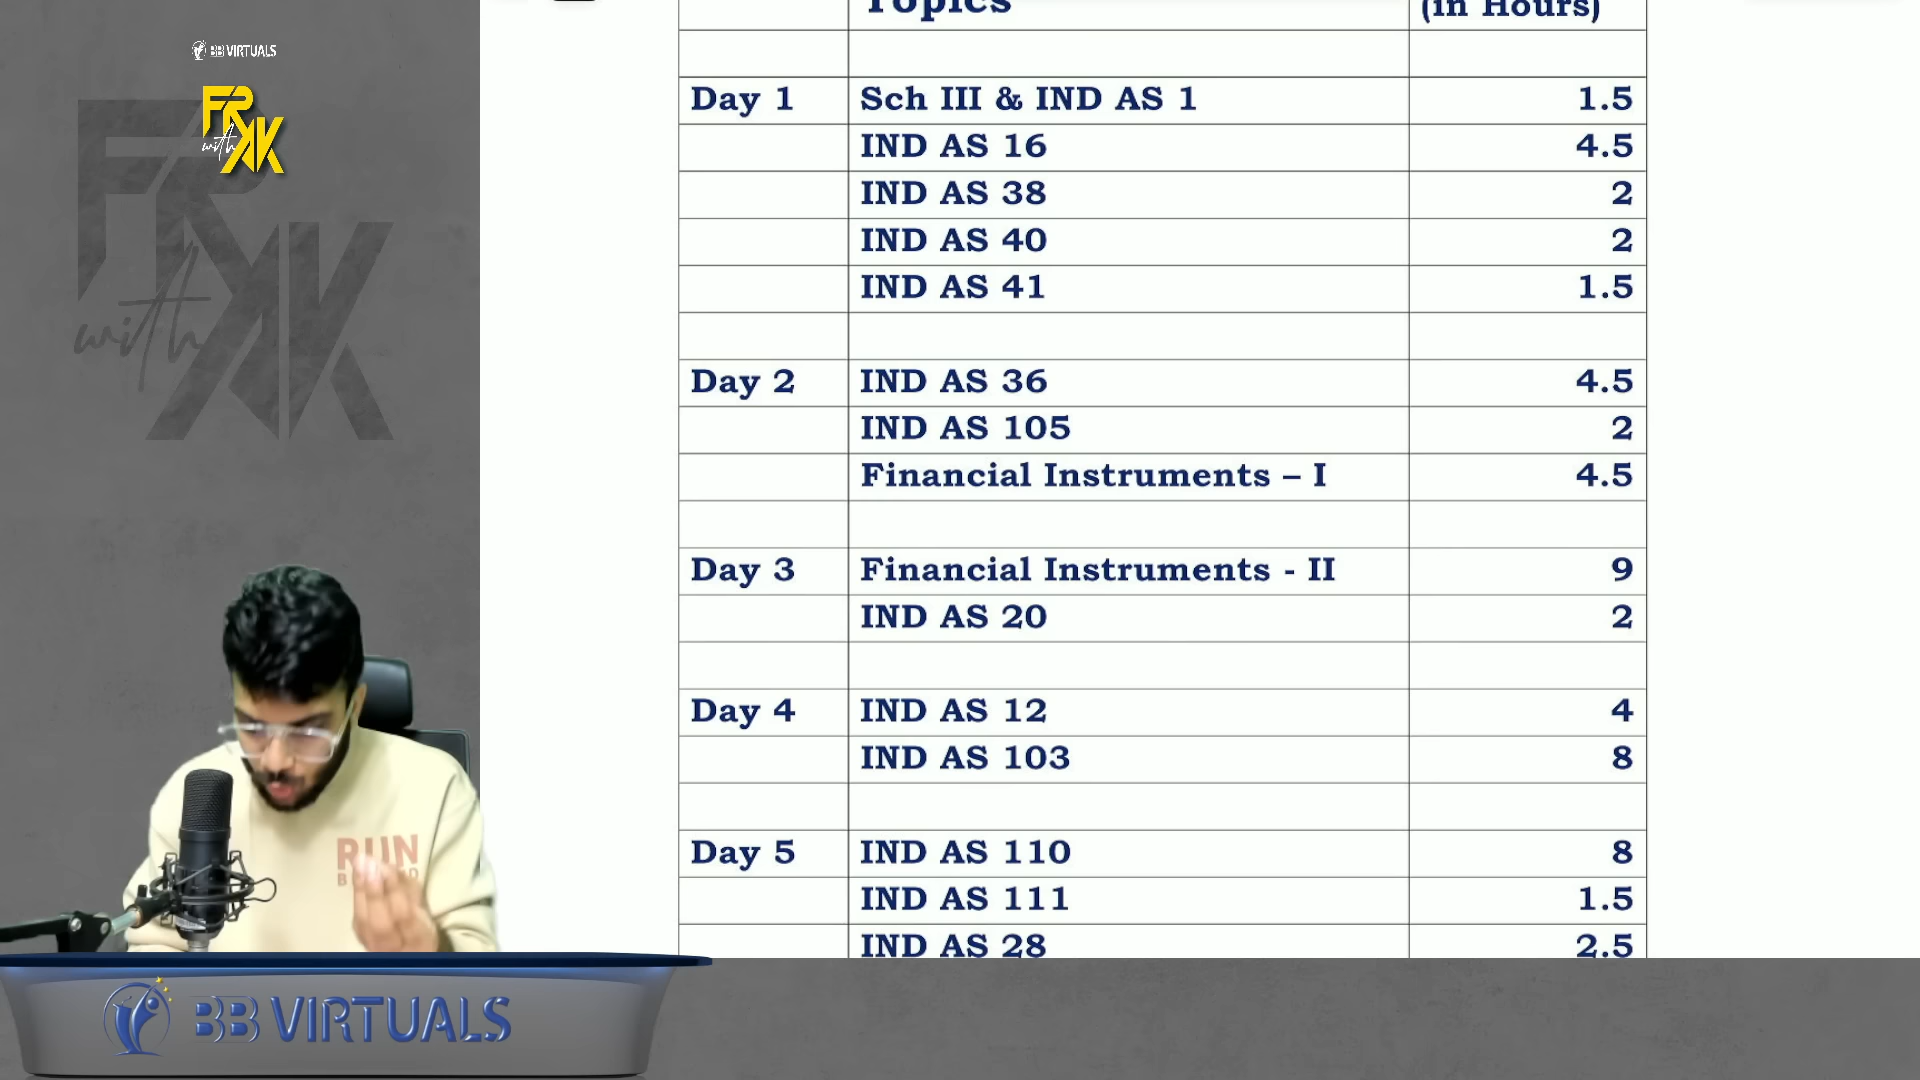 BB VIRTUALS
FR
with
AK
FR
with AK
Topics
(in Hours)
Day 1 Sch III & IND AS 1 1.5
IND AS 16 4.5
IND AS 38 2
IND AS 40 2
IND AS 41 1.5
Day 2 IND AS 36 4.5
IND AS 105 2
Financial Instruments – I 4.5
Day 3 Financial Instruments - II 9
IND AS 20 2
Day 4 IND AS 12 4
IND AS 103 8
Day 5 IND AS 110 8
IND AS 111 1.5
IND AS 28 2.5
RUN
BB VIRTUALS